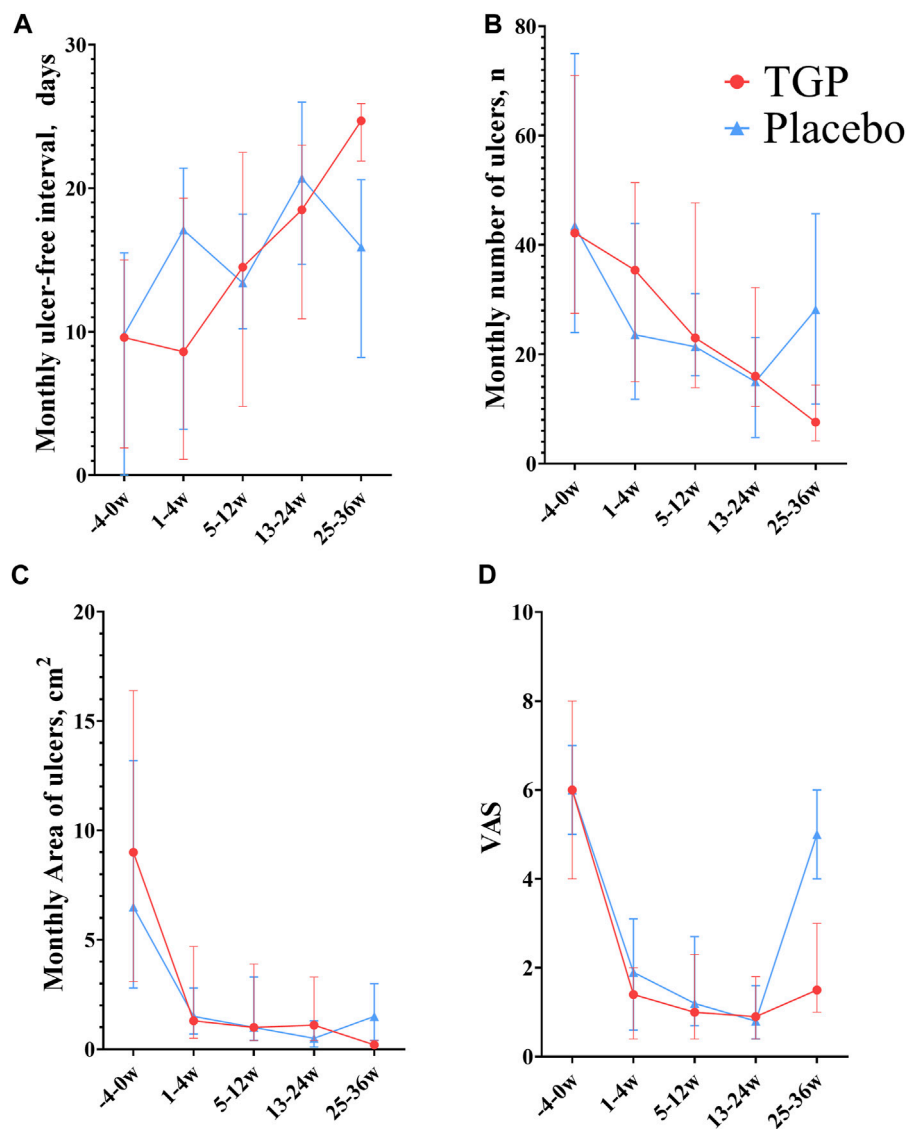 A
Monthly ulcer-free interval, days
30
20
10
0
-4-0w
1-4w
5-12w
13-24w
25-36w
B
Monthly number of ulcers, n
80
60
40
20
0
TGP
Placebo
-4-0w
1-4w
5-12w
13-24w
25-36w
C
Monthly Area of ulcers, cm²
20
15
10
5
0
-4-0w
1-4w
5-12w
13-24w
25-36w
D
VAS
10
8
6
4
2
0
-4-0w
1-4w
5-12w
13-24w
25-36w